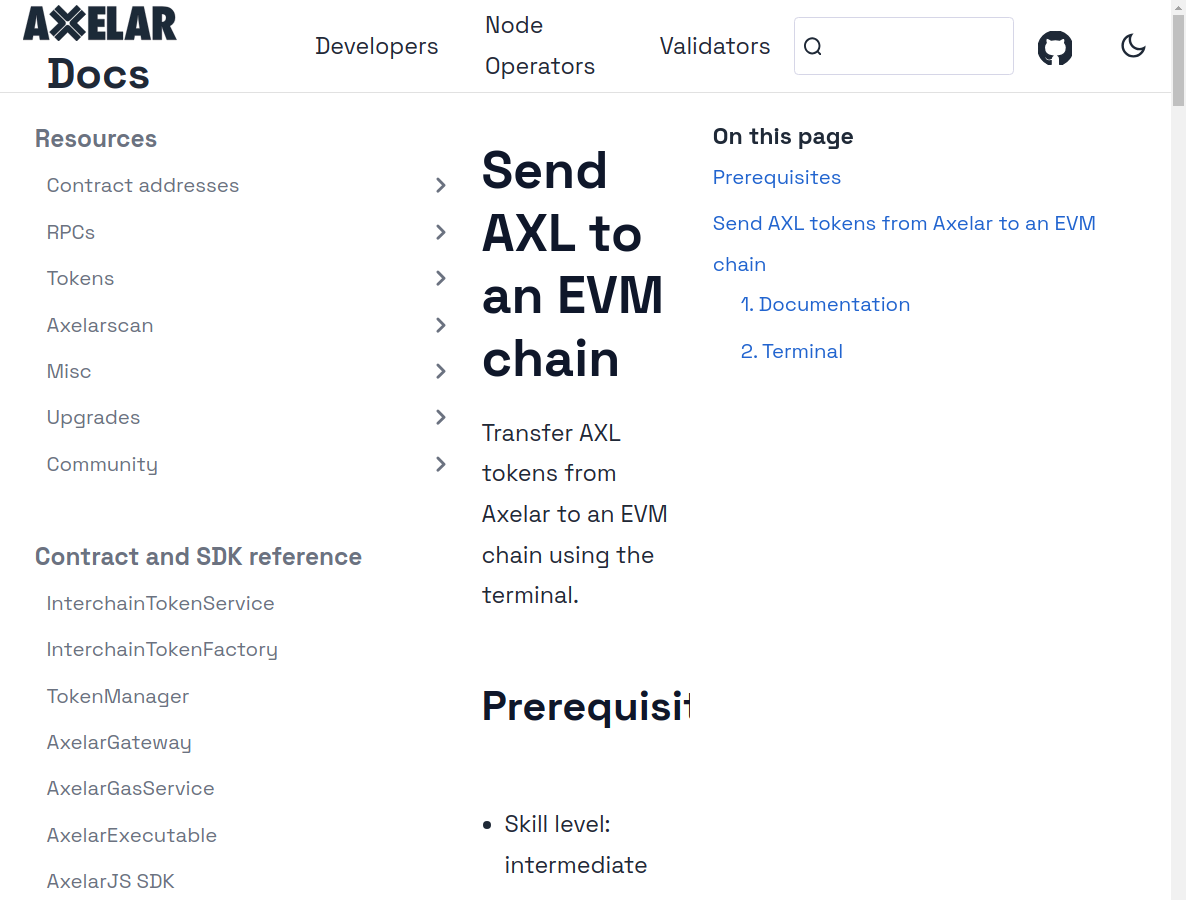 AXELAR
Docs
Developers
Node
Operators
Validators
Resources
Contract addresses
RPCs
Tokens
Axelarscan
Misc
Upgrades
Community
Contract and SDK reference
InterchainTokenService
InterchainTokenFactory
TokenManager
AxelarGateway
AxelarGasService
AxelarExecutable
AxelarJS SDK
Send
AXL to
an EVM
chain
Transfer AXL
tokens from
Axelar to an EVM
chain using the
terminal.
Prerequisit
• Skill level:
intermediate
On this page
Prerequisites
Send AXL tokens from Axelar to an EVM
chain
1. Documentation
2. Terminal